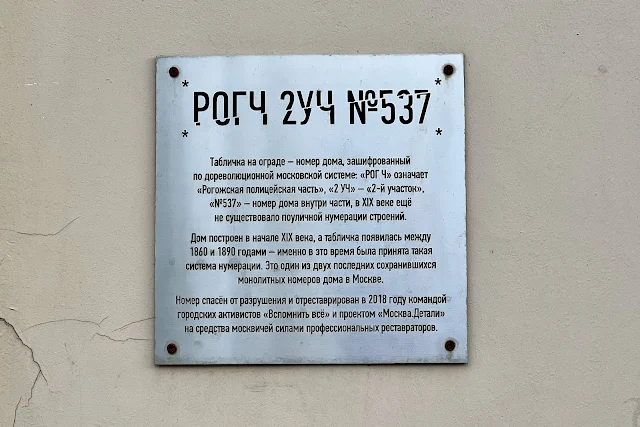 РОГЧ 2УЧ №537
Табличка на ограде – номер дома, зашифрованный
по дореволюционной московской системе: «РОГ Ч» означает
«Рогожская полицейская часть», «2 УЧ» – «2-й участок»,
«№537» – номер дома внутри части, в XIX веке ещё
не существовало поуличной нумерации строений.
Дом построен в начале XIX века, а табличка появилась между
1860 и 1890 годами – именно в это время была принята такая
система нумерации. Это один из двух последних сохранившихся
монолитных номеров дома в Москве.
Номер спасён от разрушения и отреставрирован в 2018 году командой
городских активистов «Вспомнить всё» и проектом «Москва.Детали»
на средства москвичей силами профессиональных реставраторов.